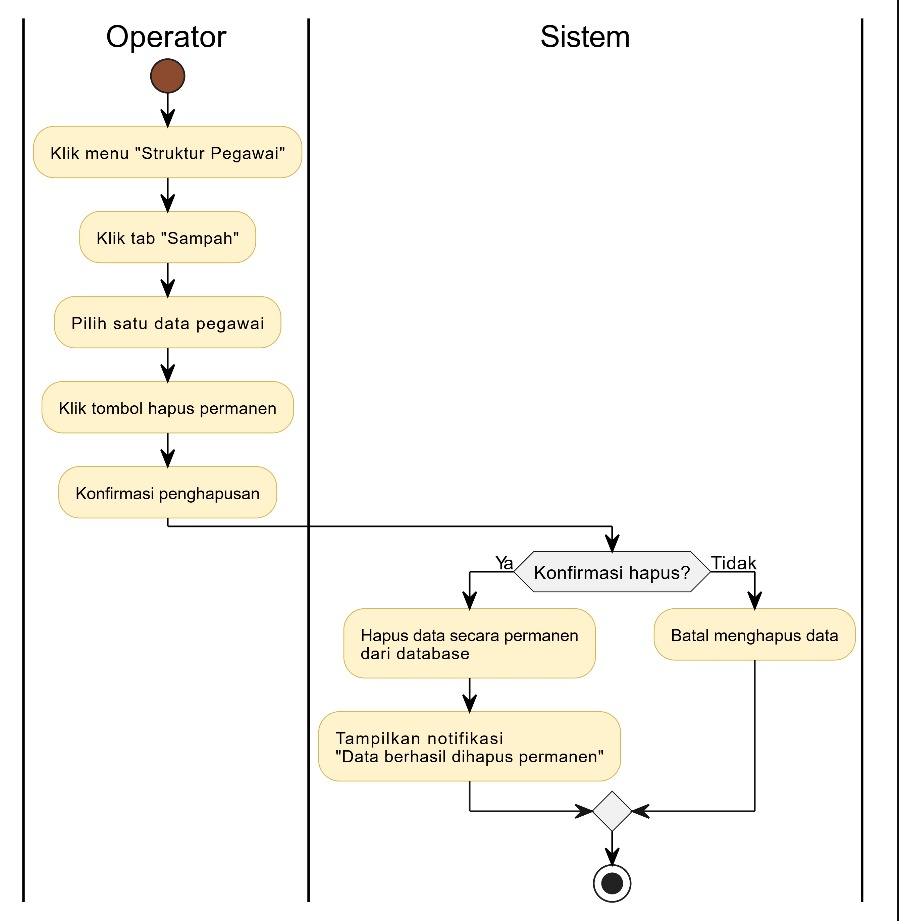 Operator
Sistem
Klik menu "Struktur Pegawai"
Klik tab "Sampah"
Pilih satu data pegawai
Klik tombol hapus permanen
Konfirmasi penghapusan
Ya
Konfirmasi hapus?
Tidak
Hapus data secara permanen
dari database
Batal menghapus data
Tampilkan notifikasi
"Data berhasil dihapus permanen"